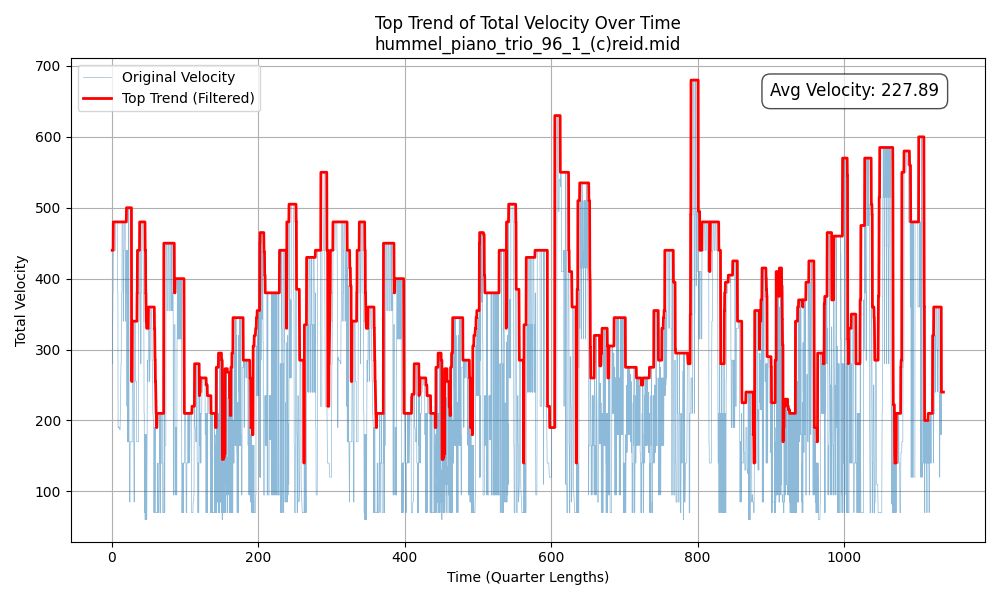 Top Trend of Total Velocity Over Time
hummel_piano_trio_96_1_(c)reid.mid
Original Velocity
Top Trend (Filtered)
Avg Velocity: 227.89
Total Velocity
700
600
500
400
300
200
100
0
200
400
600
800
1000
Time (Quarter Lengths)